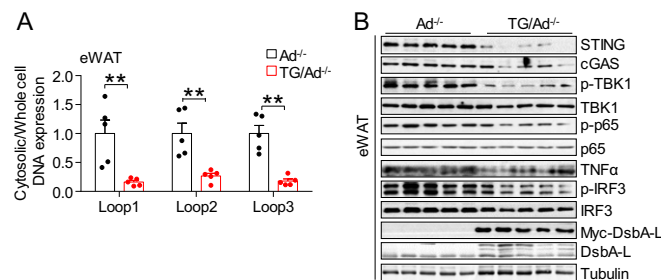 A
eWAT
Ad-/-
TG/Ad-/-
Cytosolic/Whole cell
DNA expression
2.0
1.5
1.0
0.5
0.0
**
**
**
Loop1
Loop2
Loop3
B
Ad-/-
TG/Ad-/-
eWAT
STING
cGAS
p-TBK1
TBK1
p-p65
p65
TNFα
p-IRF3
IRF3
Myc-DsbA-L
DsbA-L
Tubulin